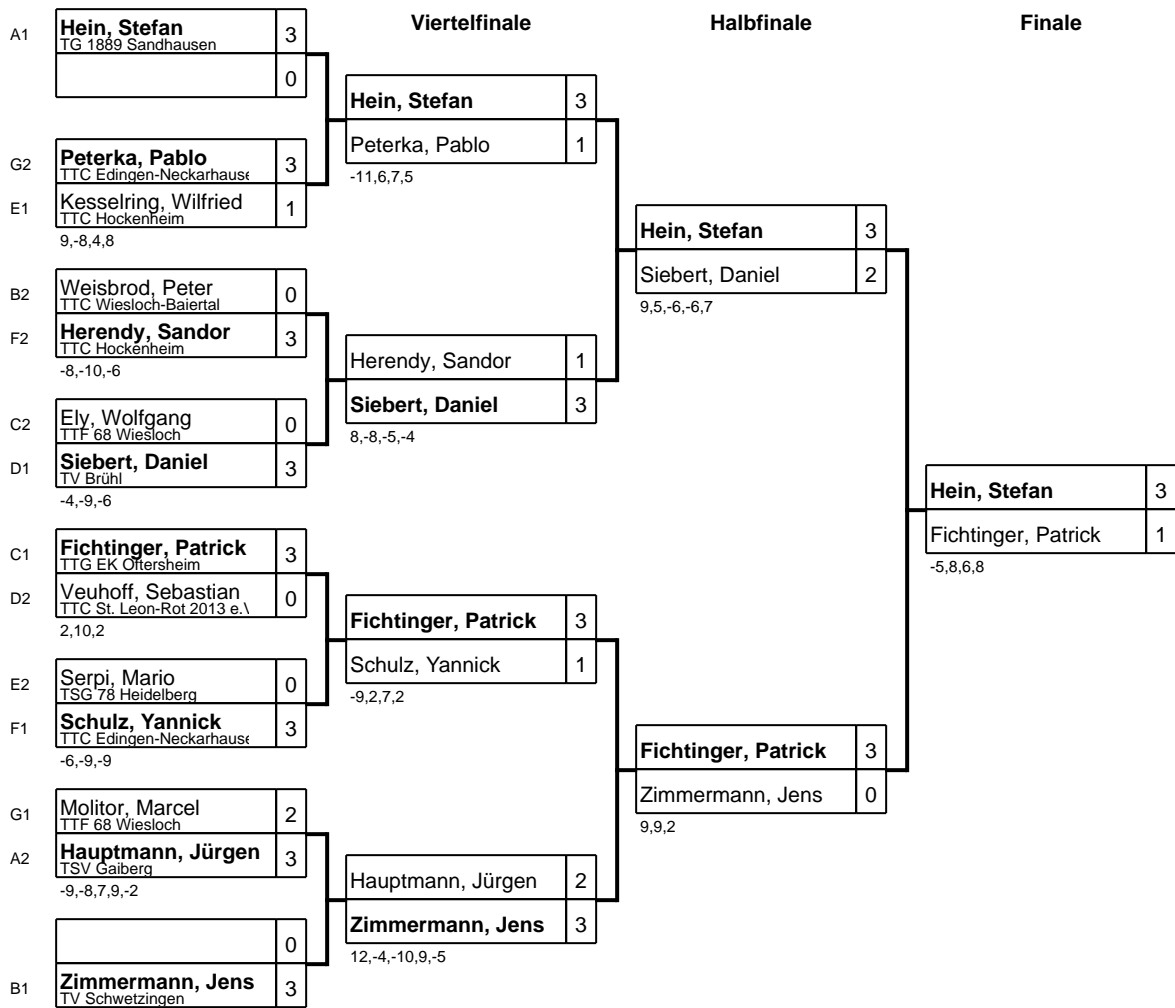 Viertelfinale
Halbfinale
Finale
A1
Hein, Stefan 3
TG 1889 Sandhausen
0
G2
Peterka, Pablo 3
TTC Edingen-Neckarhause
E1
Kesselring, Wilfried 1
TTC Hockenheim
9,-8,4,8
B2
Weisbrod, Peter 0
TTC Wiesloch-Baiertal
F2
Herendy, Sandor 3
TTC Hockenheim
-8,-10,-6
C2
Ely, Wolfgang 0
TTF 68 Wiesloch
D1
Siebert, Daniel 3
TV Brühl
-4,-9,-6
C1
Fichtinger, Patrick 3
TTG EK Oftersheim
D2
Veuhoff, Sebastian 0
TTC St. Leon-Rot 2013 e.V
2,10,2
E2
Serpi, Mario 0
TSG 78 Heidelberg
F1
Schulz, Yannick 3
TTC Edingen-Neckarhause
-6,-9,-9
G1
Molitor, Marcel 2
TTF 68 Wiesloch
A2
Hauptmann, Jürgen 3
TSV Gaiberg
-9,-8,7,9,-2
0
B1
Zimmermann, Jens 3
TV Schwetzingen
Hein, Stefan 3
Peterka, Pablo 1
-11,6,7,5
Herendy, Sandor 1
Siebert, Daniel 3
8,-8,-5,-4
Fichtinger, Patrick 3
Schulz, Yannick 1
-9,2,7,2
Hauptmann, Jürgen 2
Zimmermann, Jens 3
12,-4,-10,9,-5
Hein, Stefan 3
Siebert, Daniel 2
9,5,-6,-6,7
Fichtinger, Patrick 3
Zimmermann, Jens 0
9,9,2
Hein, Stefan 3
Fichtinger, Patrick 1
-5,8,6,8